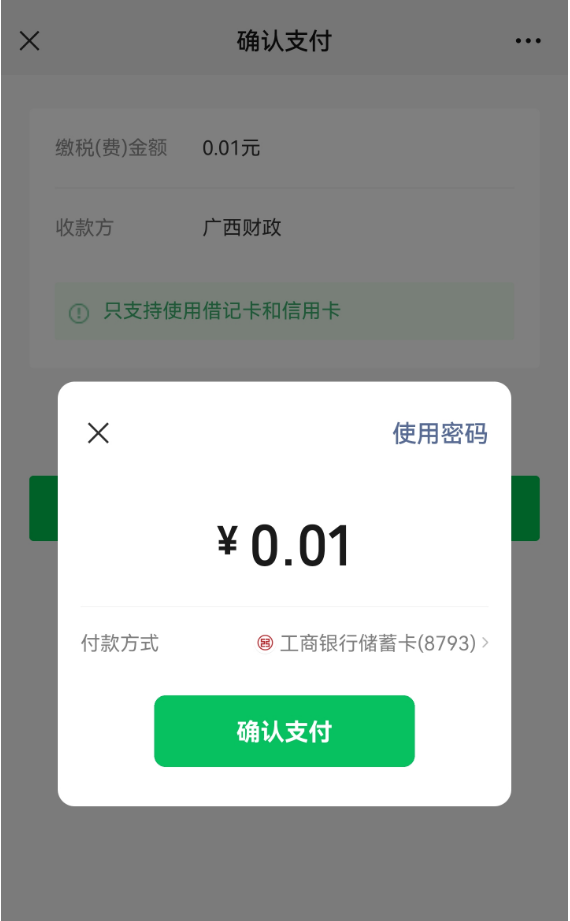 确认支付
缴税(费)金额 0.01元
收款方 广西财政
只支持使用借记卡和信用卡
使用密码
¥0.01
付款方式 工商银行储蓄卡(8793)
确认支付